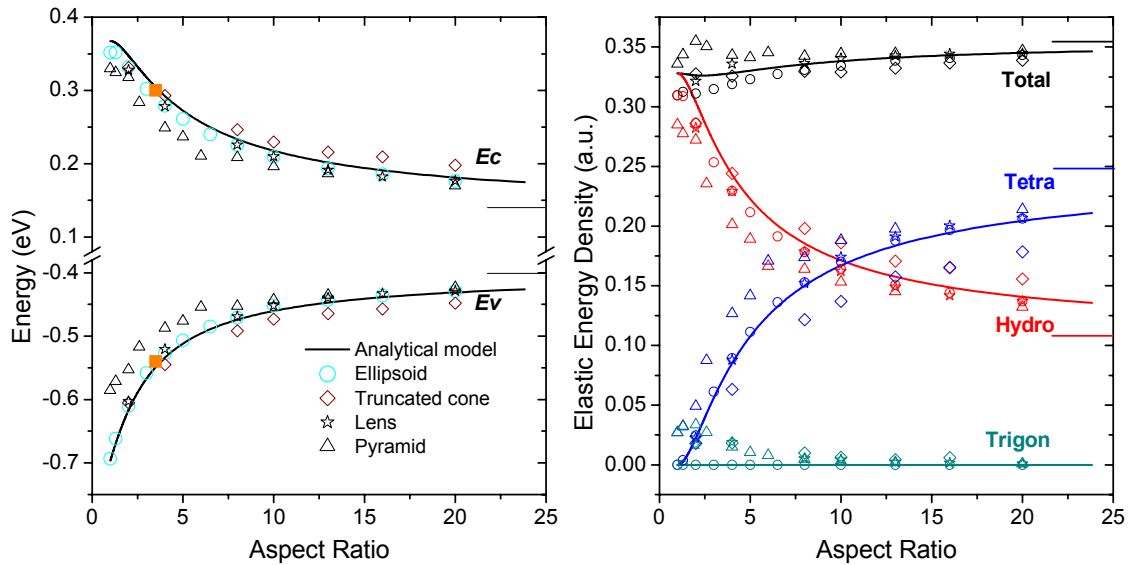 0.4
0.3
0.2
0.1
-0.4
-0.5
-0.6
-0.7
Energy (eV)
Ec
Ev
Analytical model
Ellipsoid
Truncated cone
Lens
Pyramid
0 5 10 15 20 25
Aspect Ratio
0.35
0.30
0.25
0.20
0.15
0.10
0.05
0.00
Elastic Energy Density (a.u.)
Total
Tetra
Hydro
Trigon
0 5 10 15 20 25
Aspect Ratio